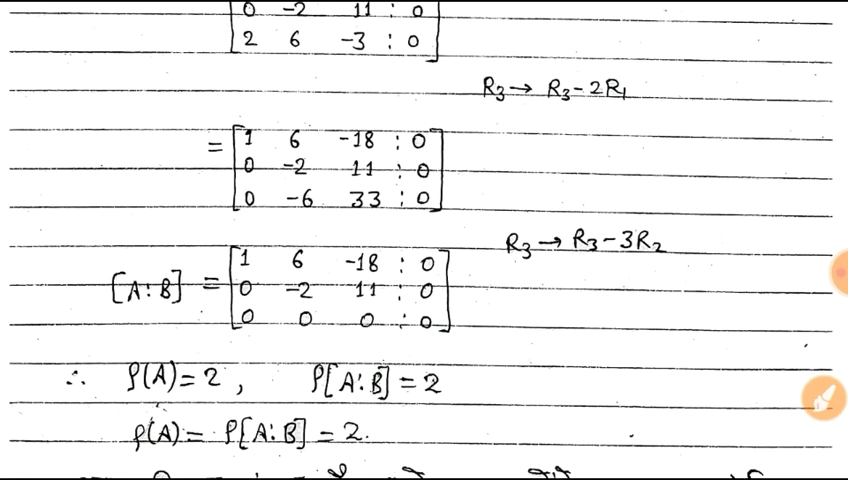 0 -2 11 : 0
2 6 -3 : 0
R₃ → R₃ - 2R₁
= [1 6 -18 : 0
0 -2 11 : 0
0 -6 33 : 0]
R₃ → R₃ - 3R₂
[A:B] = [1 6 -18 : 0
0 -2 11 : 0
0 0 0 : 0]
∴ ρ(A) = 2, ρ[A:B] = 2
ρ(A) = ρ[A:B] = 2.